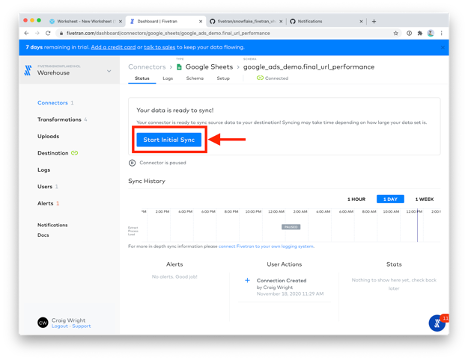 Worksheet - New Worksheet
Dashboard | Fivetran
fivetran/snowflake_fivetran_
Notifications
fivetran.com/dashboard/connectors/google_sheets/google_ads_demo.final_url_performance
7 days remaining in trial. Add a credit card or talk to sales to keep your data flowing.
Warehouse
Connectors
Google Sheets
google_ads_demo.final_url_performance
Status
Logs
Schema
Setup
Connected
Connectors 1
Transformations 4
Uploads
Destination
Logs
Users 1
Alerts 1
Notifications
Docs
Your data is ready to sync!
Your connector is ready to sync source data to your destination! Syncing may take time depending on how large your data set is.
Start Initial Sync
Connector is paused
Sync History
1 HOUR
1 DAY
1 WEEK
2:00 PM 4:00 PM 6:00 PM 8:00 PM 10:00 PM 12:00 AM 2:00 AM 4:00 AM 6:00 AM 8:00 AM 10:00 AM 12:00 PM
For more in depth sync information please connect Fivetran to your own logging system.
Alerts
No alerts. Good job!
User Actions
Connection Created
by Craig Wright
November 10, 2020 11:29 AM
Stats
Nothing to show here yet, check back
later
CW
Craig Wright
Logout · Support